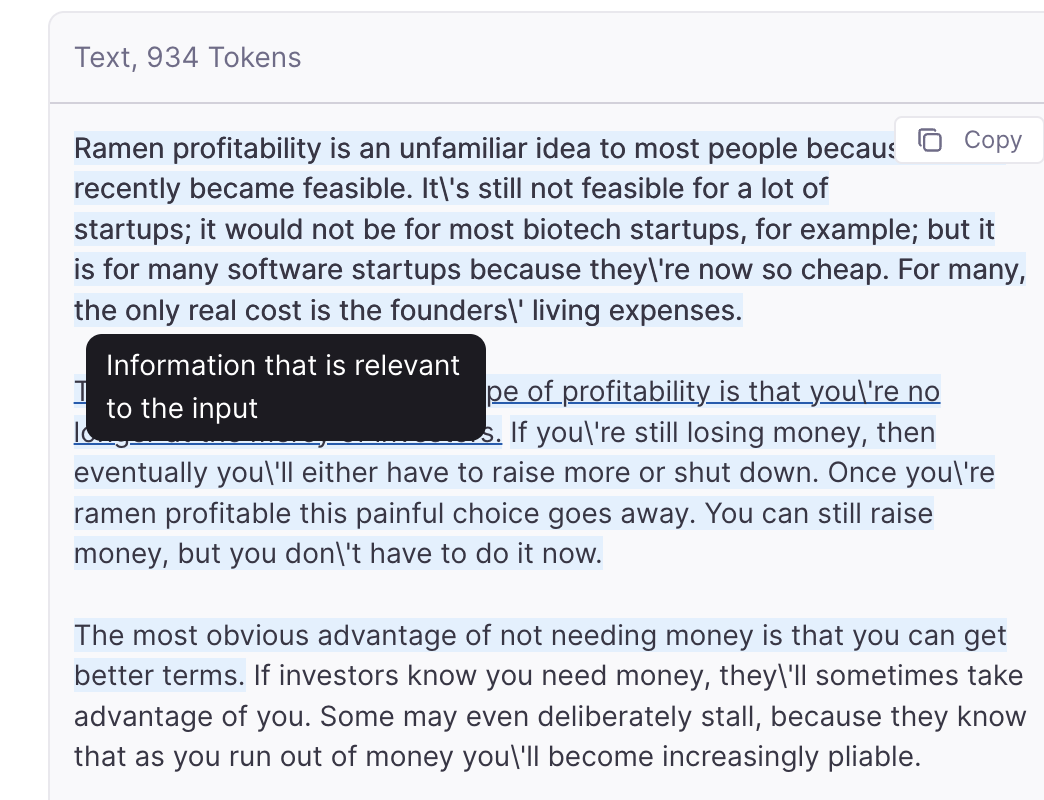 Text, 934 Tokens
Copy
Ramen profitability is an unfamiliar idea to most people
recently became feasible. It\'s still not feasible for a lot of
startups; it would not be for most biotech startups, for example; but it
is for many software startups because they\'re now so cheap. For many,
the only real cost is the founders\' living expenses.
Information that is relevant
to the input
of profitability is that you\'re no
If you\'re still losing money, then
eventually you\'ll either have to raise more or shut down. Once you\'re
ramen profitable this painful choice goes away. You can still raise
money, but you don\'t have to do it now.
The most obvious advantage of not needing money is that you can get
better terms. If investors know you need money, they\'ll sometimes take
advantage of you. Some may even deliberately stall, because they know
that as you run out of money you\'ll become increasingly pliable.